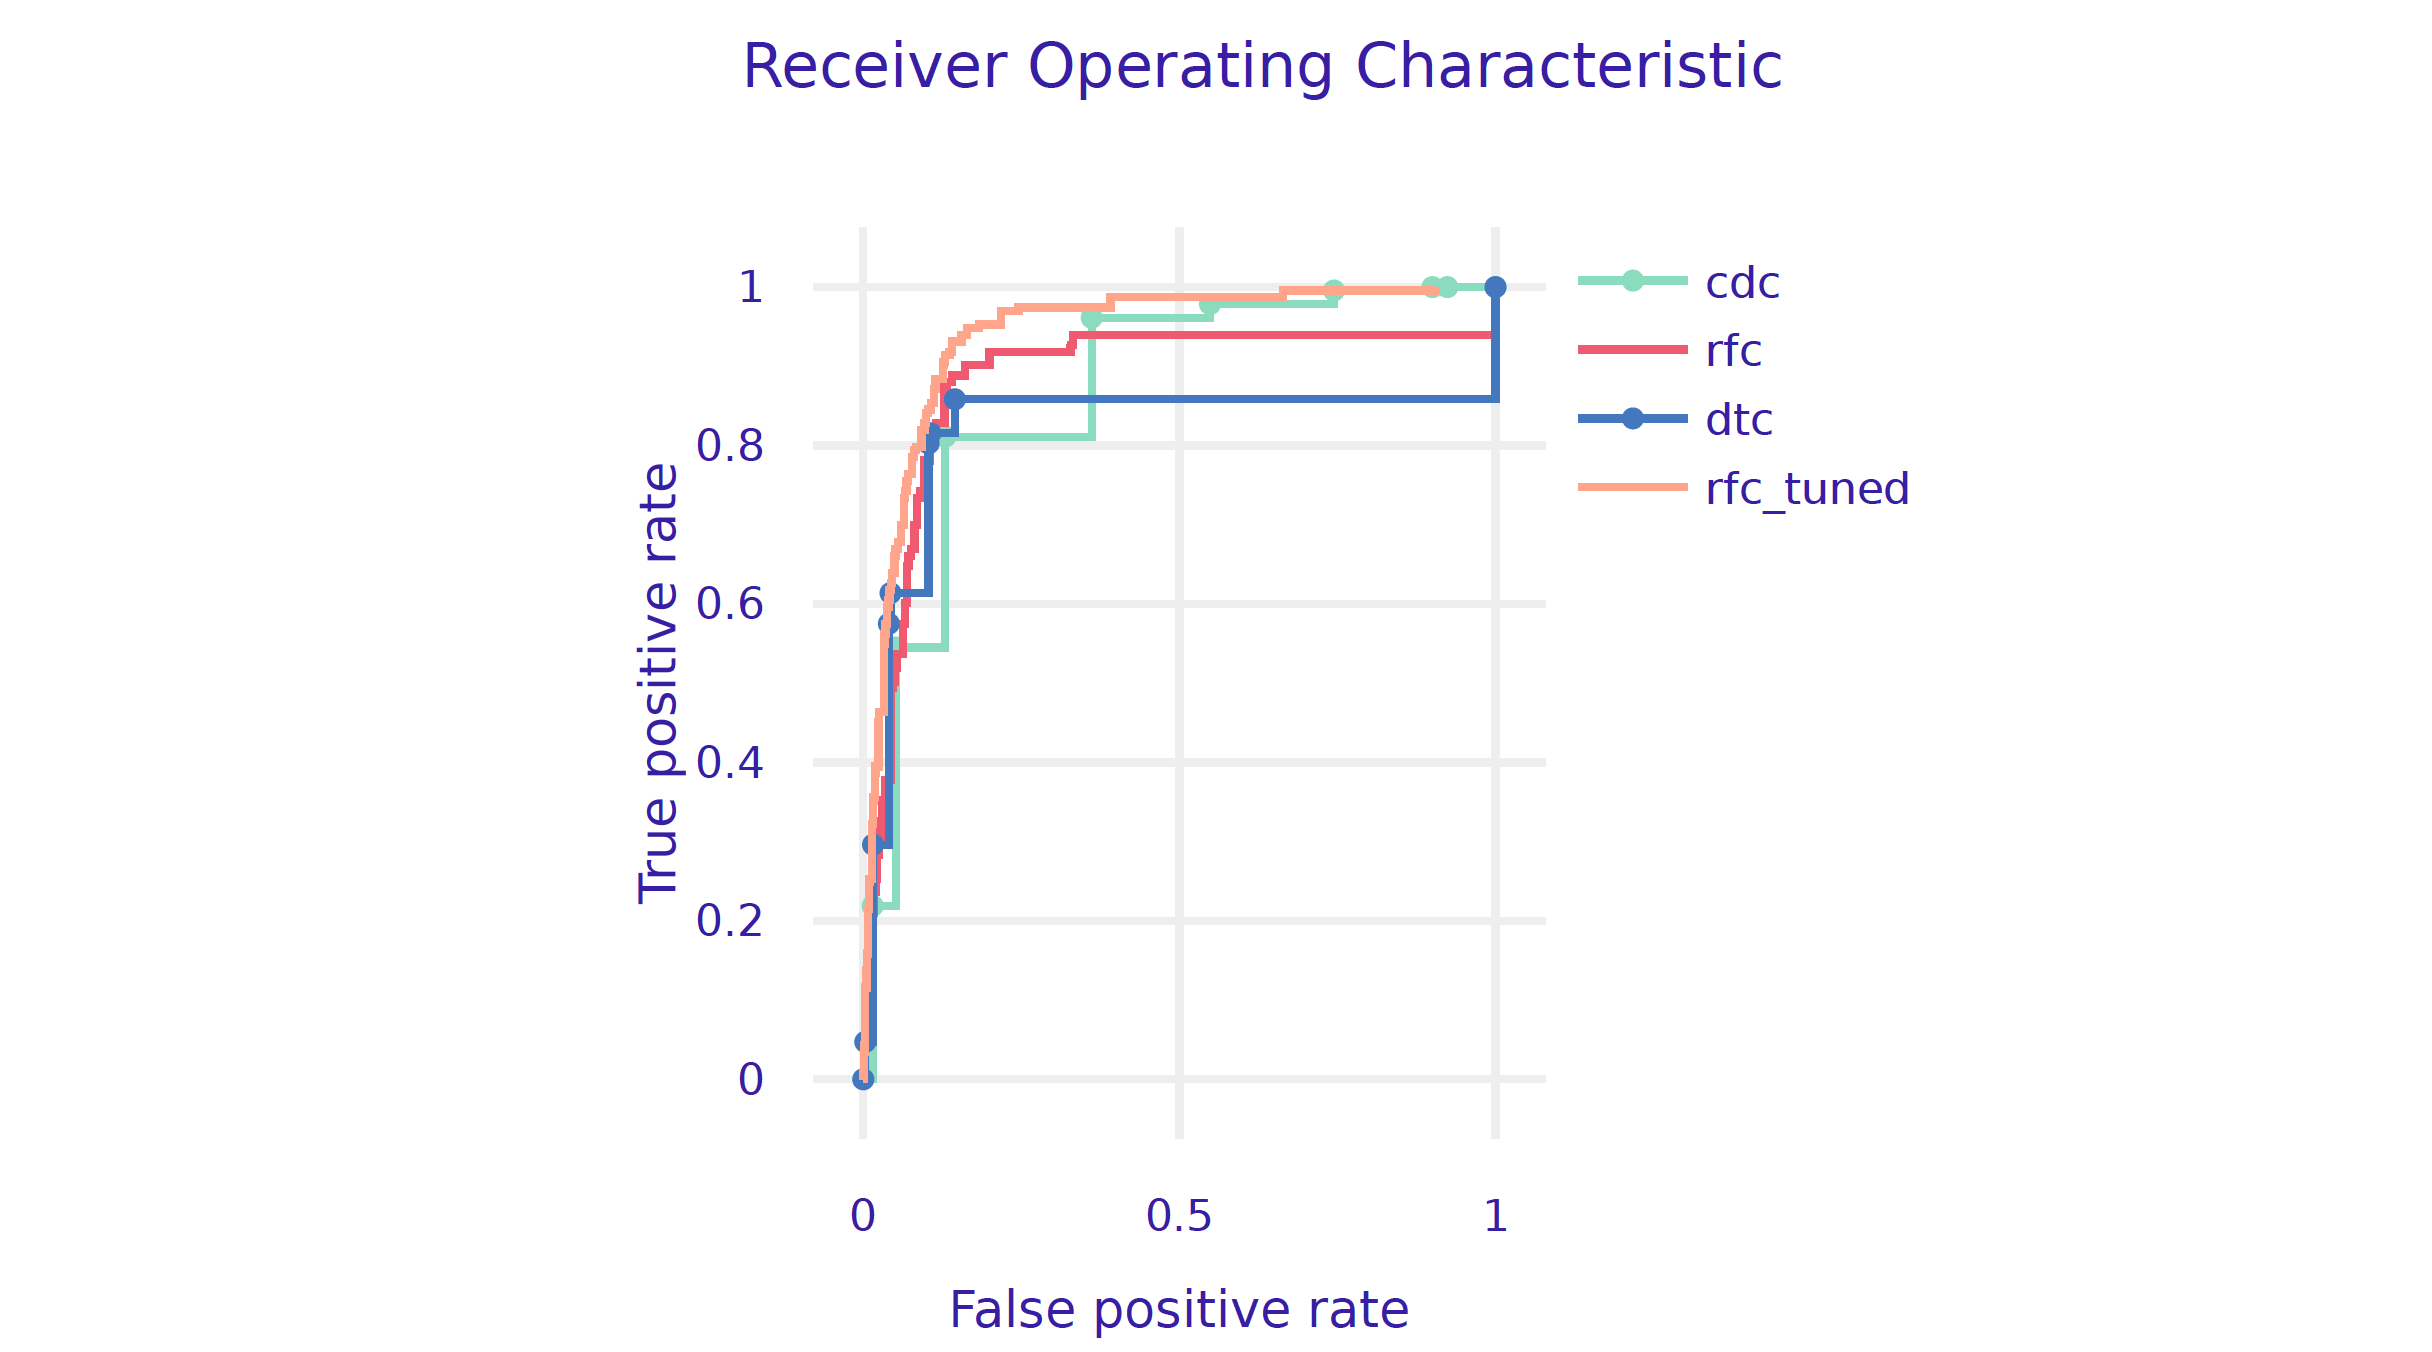 Receiver Operating Characteristic
cdc
rfc
dtc
rfc_tuned
True positive rate
1
0.8
0.6
0.4
0.2
0
0 0.5 1
False positive rate